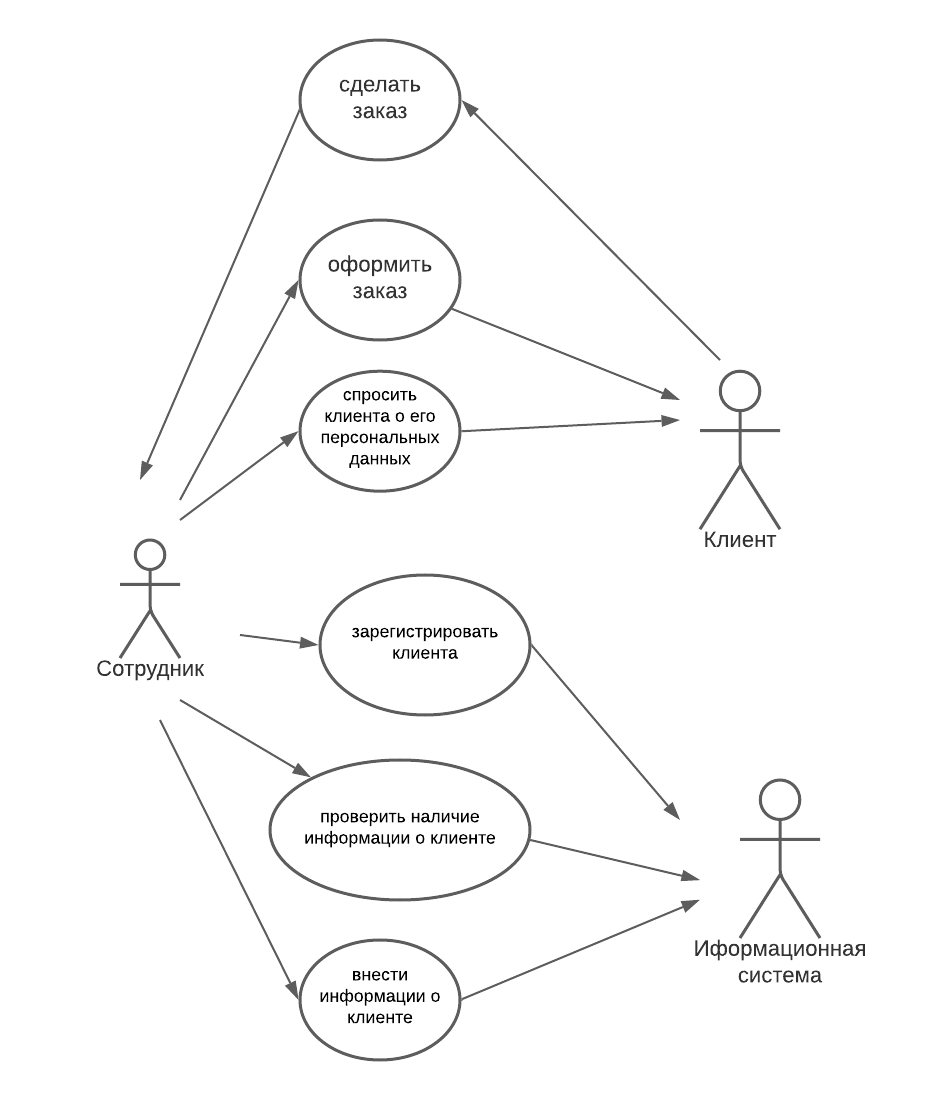 сделать
заказ
оформить
заказ
спросить
клиента о его
персональных
данных
Клиент
зарегистрировать
клиента
Сотрудник
проверить наличие
информации о клиенте
Иформационная
система
внести
информации о
клиенте